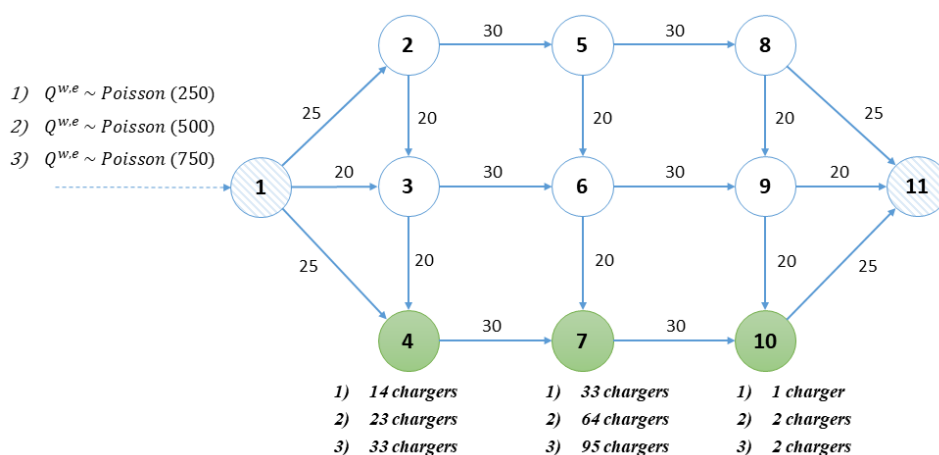 2 30 5 30 8
1) Q^{w,e} ~ Poisson (250)
25 25
2) Q^{w,e} ~ Poisson (500)
20 20 20
3) Q^{w,e} ~ Poisson (750)
1 20 3 30 6 30 9 20 11
25 20 20 20 25
4 30 7 30 10
1) 14 chargers 1) 33 chargers 1) 1 charger
2) 23 chargers 2) 64 chargers 2) 2 chargers
3) 33 chargers 3) 95 chargers 3) 2 chargers